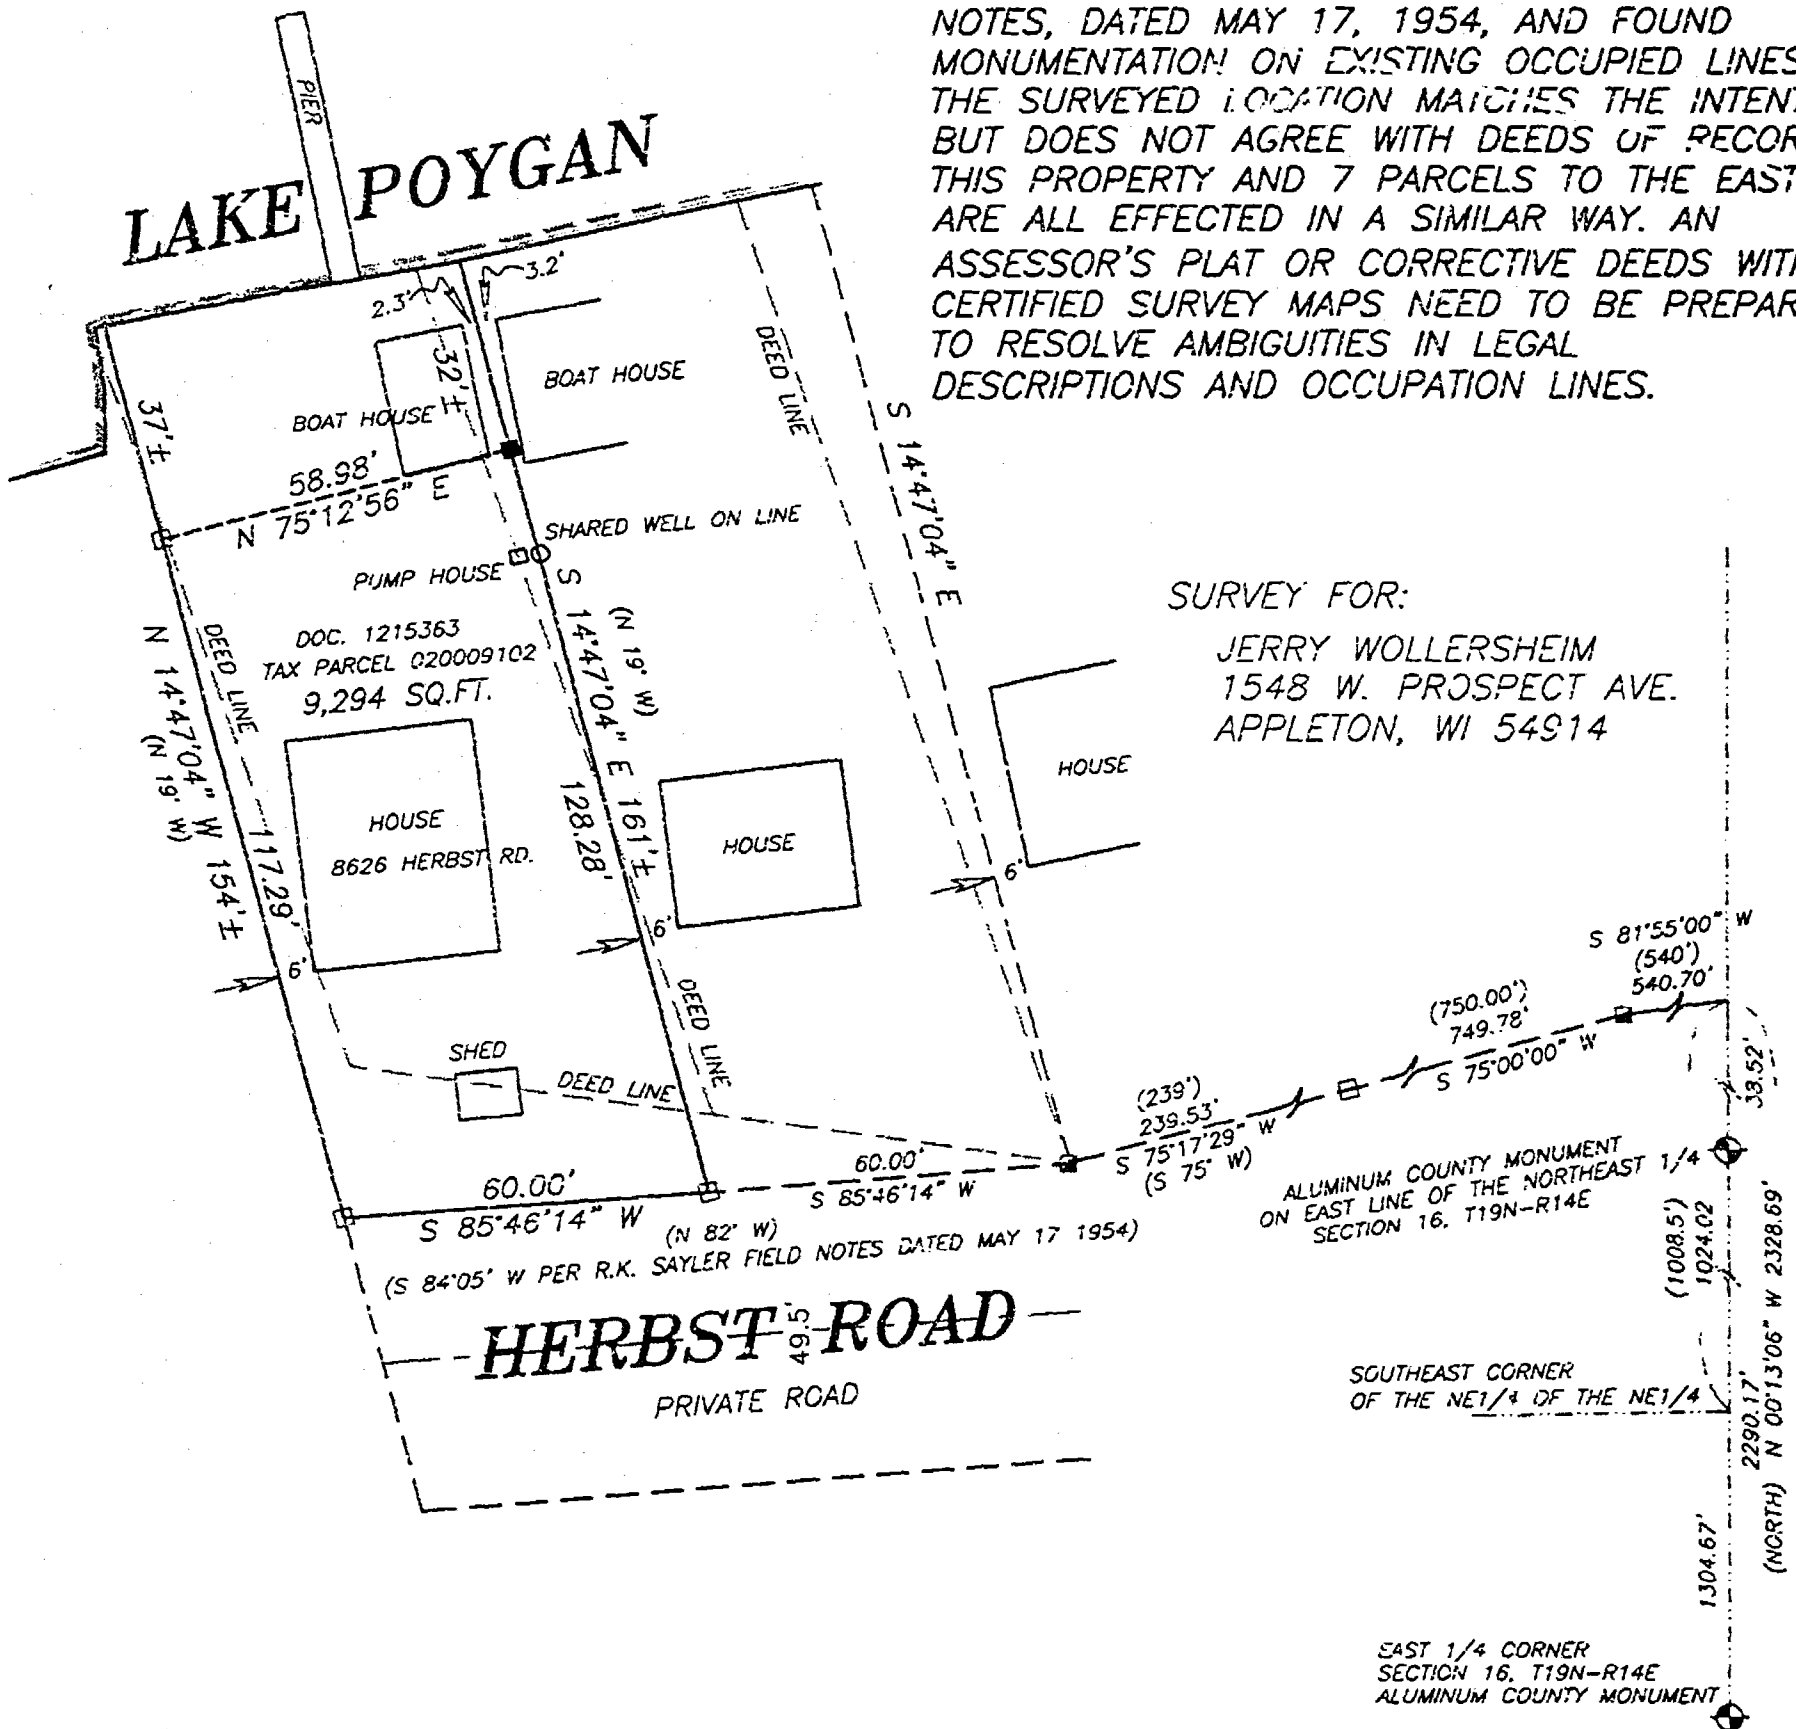 NOTES, DATED MAY 17, 1954, AND FOUND
MONUMENTATION ON EXISTING OCCUPIED LINES
THE SURVEYED LOCATION MATCHES THE INTENT
BUT DOES NOT AGREE WITH DEEDS OF RECOR
THIS PROPERTY AND 7 PARCELS TO THE EAST
ARE ALL EFFECTED IN A SIMILAR WAY. AN
ASSESSOR'S PLAT OR CORRECTIVE DEEDS WITH
CERTIFIED SURVEY MAPS NEED TO BE PREPAR
TO RESOLVE AMBIGUITIES IN LEGAL
DESCRIPTIONS AND OCCUPATION LINES.
PIER
LAKE POYGAN
2.3'
3.2'
32'±
BOAT HOUSE
BOAT HOUSE
DEED LINE
37'±
58.98'
N 75°12'56" E
S 14°47'04" E
SHARED WELL ON LINE
PUMP HOUSE
DOC. 1215363
TAX PARCEL 020009102
9,294 SQ.FT.
DEED LINE
N 14°47'04" W 154'±
(N 19° W)
117.29'
S 14°47'04" E 161'±
(N 19° W)
128.28'
HOUSE
8626 HERBST RD.
HOUSE
HOUSE
6'
6'
6'
SURVEY FOR:
JERRY WOLLERSHEIM
1548 W. PROSPECT AVE.
APPLETON, WI 54914
SHED
DEED LINE
DEED LINE
S 81°55'00" W
(540')
540.70'
(750.00')
749.78'
S 75°00'00" W
(239')
239.53'
S 75°17'29" W
(S 75° W)
38.52'
60.00'
S 85°46'14" W
60.00'
S 85°46'14" W
(N 82° W)
(S 84°05' W PER R.K. SAYLER FIELD NOTES DATED MAY 17 1954)
HERBST ROAD
49.5'
PRIVATE ROAD
ALUMINUM COUNTY MONUMENT
ON EAST LINE OF THE NORTHEAST 1/4
SECTION 16, T19N-R14E
(1008.5')
1024.02
SOUTHEAST CORNER
OF THE NE1/4 OF THE NE1/4
2290.17'
(NORTH) N 00°13'06" W 2328.69'
1304.67'
EAST 1/4 CORNER
SECTION 16, T19N-R14E
ALUMINUM COUNTY MONUMENT